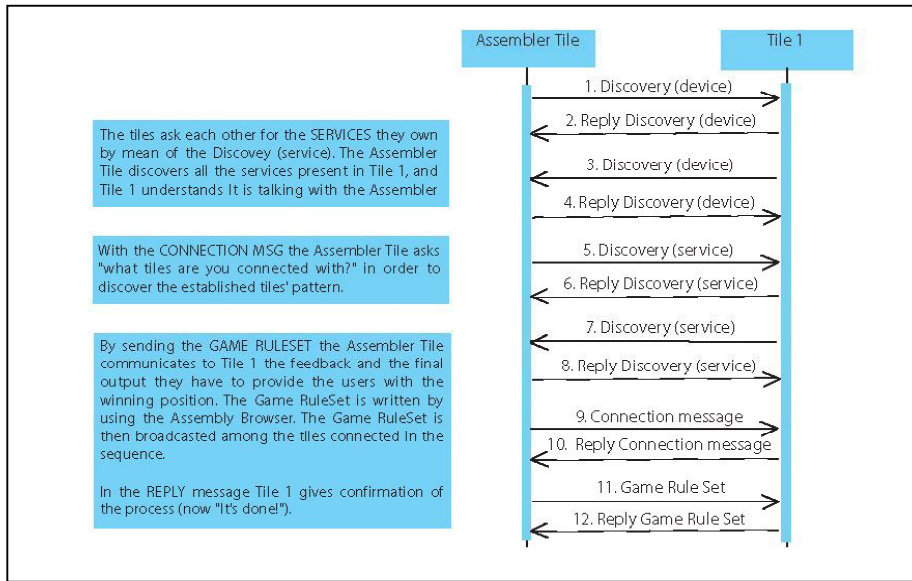 Assembler Tile
Tile 1
1. Discovery (device)
2. Reply Discovery (device)
3. Discovery (device)
4. Reply Discovery (device)
5. Discovery (service)
6. Reply Discovery (service)
7. Discovery (service)
8. Reply Discovery (service)
9. Connection message
10. Reply Connection message
11. Game Rule Set
12. Reply Game Rule Set
The tiles ask each other for the SERVICES they own
by mean of the Discovey (service). The Assembler
Tile discovers all the services present in Tile 1, and
Tile 1 understands It is talking with the Assembler
With the CONNECTION MSG the Assembler Tile asks
"what tiles are you connected with?" in order to
discover the established tiles' pattern.
By sending the GAME RULESET the Assembler Tile
communicates to Tile 1 the feedback and the final
output they have to provide the users with the
winning position. The Game RuleSet is written by
using the Assembly Browser. The Game RuleSet is
then broadcasted among the tiles connected in the
sequence.
In the REPLY message Tile 1 gives confirmation of
the process (now "It's done!").